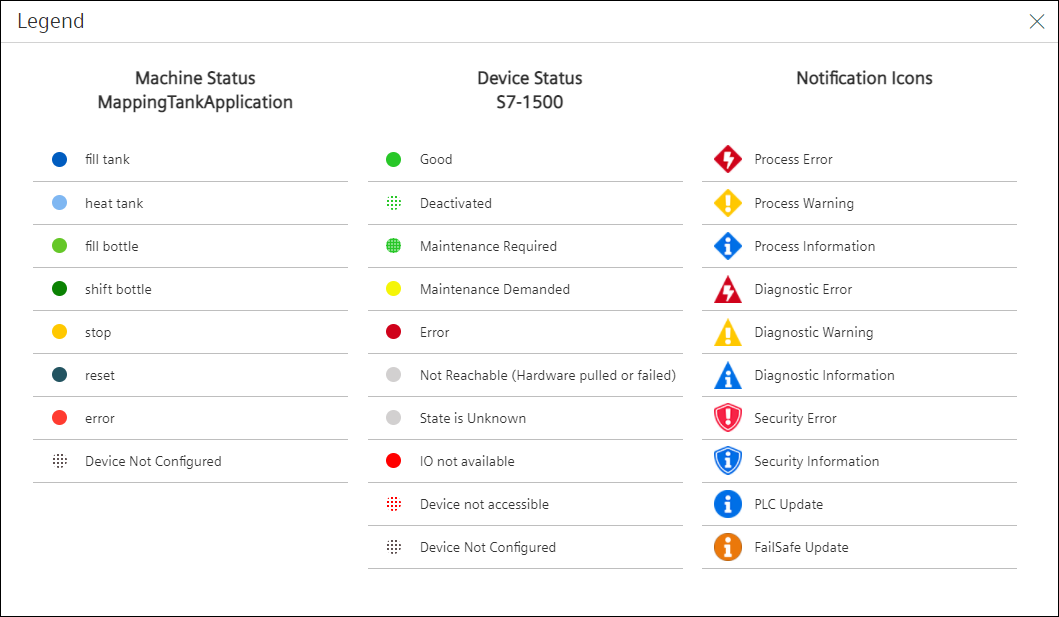 Legend
Machine Status
MappingTankApplication
fill tank
heat tank
fill bottle
shift bottle
stop
reset
error
Device Not Configured
Device Status
S7-1500
Good
Deactivated
Maintenance Required
Maintenance Demanded
Error
Not Reachable (Hardware pulled or failed)
State is Unknown
IO not available
Device not accessible
Device Not Configured
Notification Icons
Process Error
Process Warning
Process Information
Diagnostic Error
Diagnostic Warning
Diagnostic Information
Security Error
Security Information
PLC Update
FailSafe Update